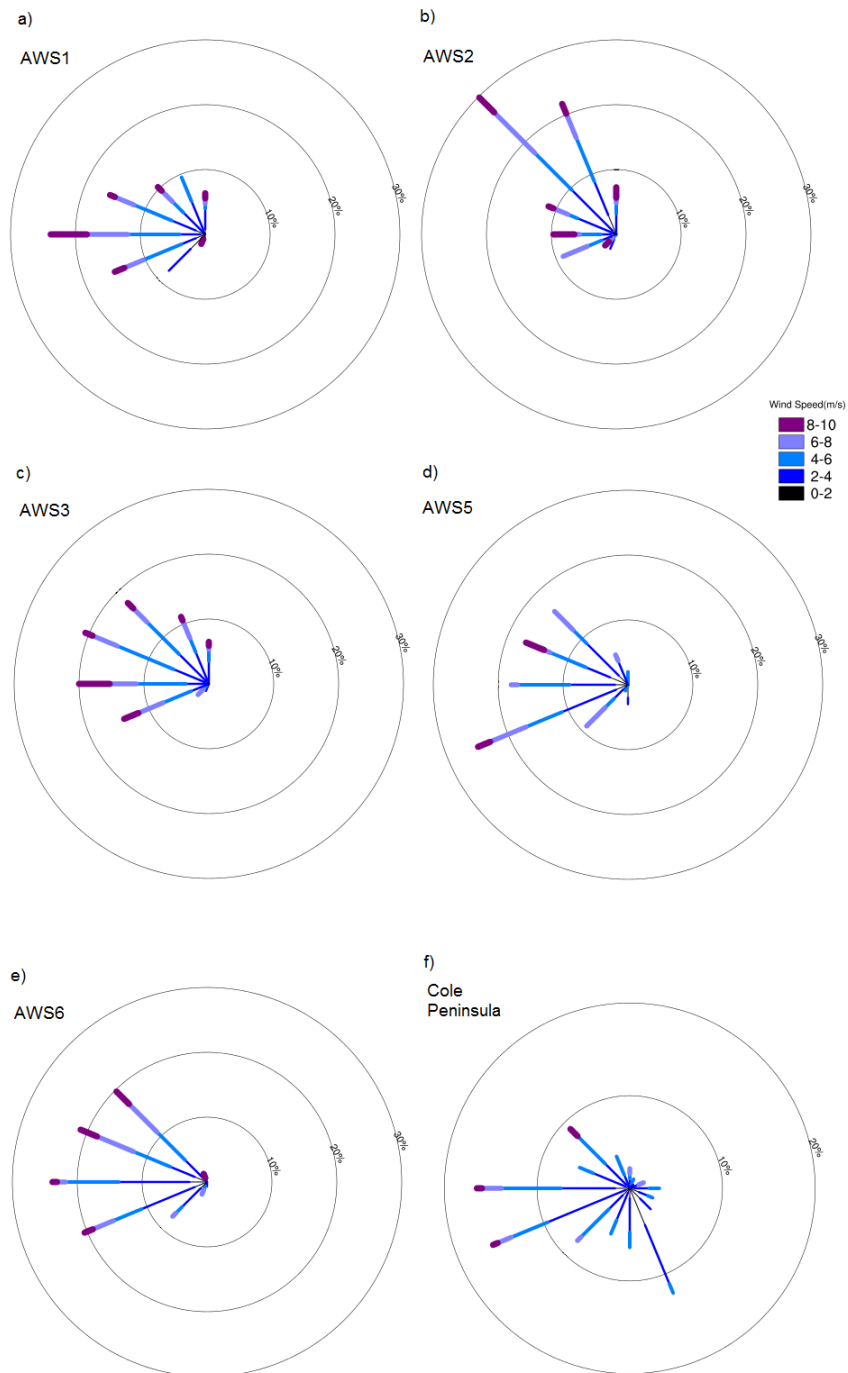 a)
AWS1
10%
20%
30%
b)
AWS2
10%
20%
30%
Wind Speed(m/s)
8-10
6-8
4-6
2-4
0-2
c)
AWS3
10%
20%
30%
d)
AWS5
10%
20%
30%
e)
AWS6
10%
20%
30%
f)
Cole
Peninsula
10%
20%